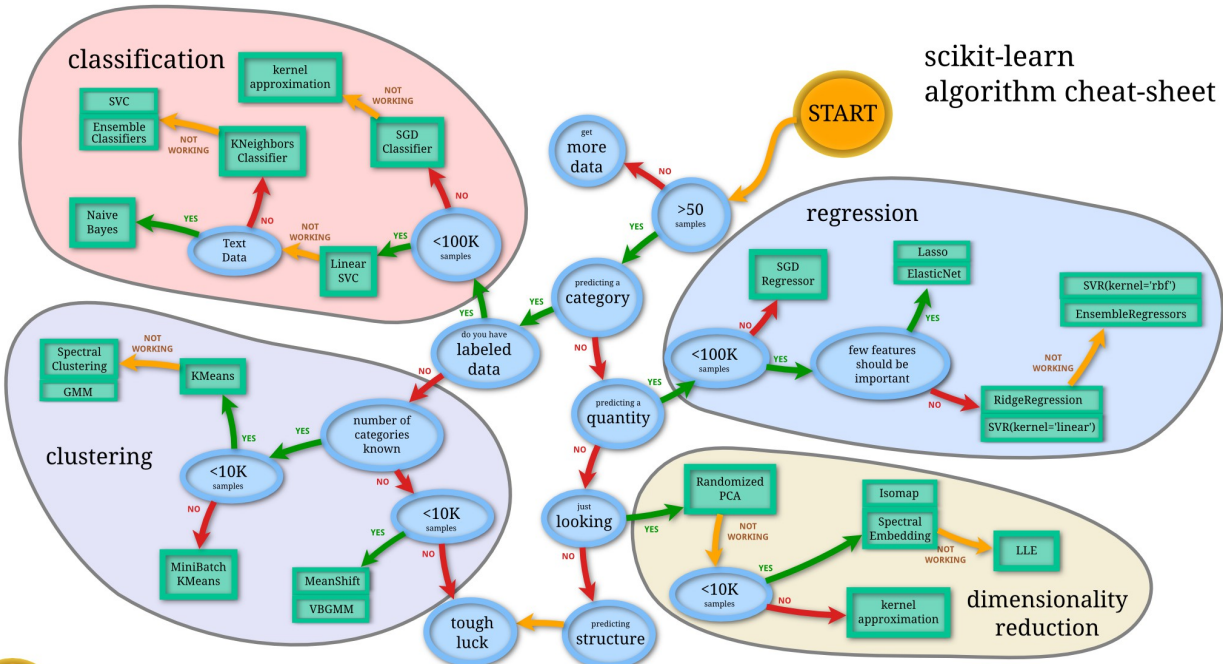 scikit-learn
algorithm cheat-sheet
START
classification
kernel
approximation
NOT
WORKING
SVC
Ensemble
Classifiers
NOT
WORKING
KNeighbors
Classifier
SGD
Classifier
NO
Naive
Bayes
YES
NO
Text
Data
NOT
WORKING
Linear
SVC
YES
<100K
samples
YES
get
more
data
NO
>50
samples
YES
predicting a
category
YES
NO
do you have
labeled
data
NO
predicting a
quantity
YES
NO
just
looking
YES
NO
predicting
structure
tough
luck
regression
SGD
Regressor
NO
<100K
samples
YES
Lasso
ElasticNet
YES
few features
should be
important
NO
SVR(kernel='rbf')
EnsembleRegressors
NOT
WORKING
RidgeRegression
SVR(kernel='linear')
clustering
Spectral
Clustering
GMM
NOT
WORKING
KMeans
YES
<10K
samples
NO
MiniBatch
KMeans
YES
number of
categories
known
NO
<10K
samples
YES
NO
MeanShift
VBGMM
dimensionality
reduction
Randomized
PCA
NOT
WORKING
<10K
samples
YES
NO
Isomap
Spectral
Embedding
NOT
WORKING
LLE
kernel
approximation